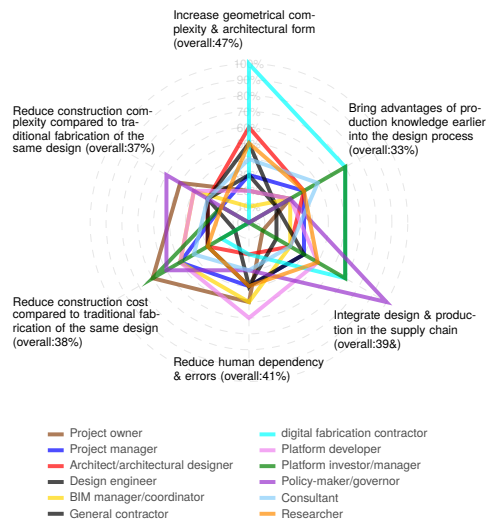 Increase geometrical com-
plexity & architectural form
(overall:47%)
100%
90%
80%
Bring advantages of pro-
duction knowledge earlier
into the design process
(overall:33%)
Reduce construction com-
plexity compared to tra-
ditional fabrication of the
same design (overall:37%)
Reduce construction cost
compared to traditional fab-
rication of the same design
(overall:38%)
Integrate design & produc-
tion in the supply chain
(overall:39&)
Reduce human dependency
& errors (overall:41%)
Project owner
Project manager
Architect/architectural designer
Design engineer
BIM manager/coordinator
General contractor
digital fabrication contractor
Platform developer
Platform investor/manager
Policy-maker/governor
Consultant
Researcher